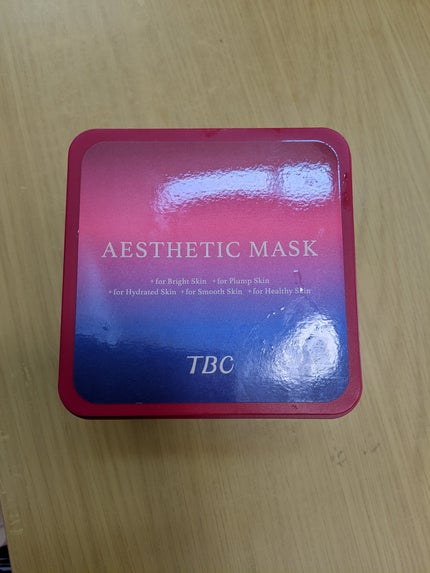 AESTHETIC MASK
+ for Bright Skin + for Plump Skin
+ for Hydrated Skin + for Smooth Skin + for Healthy Skin
TBC